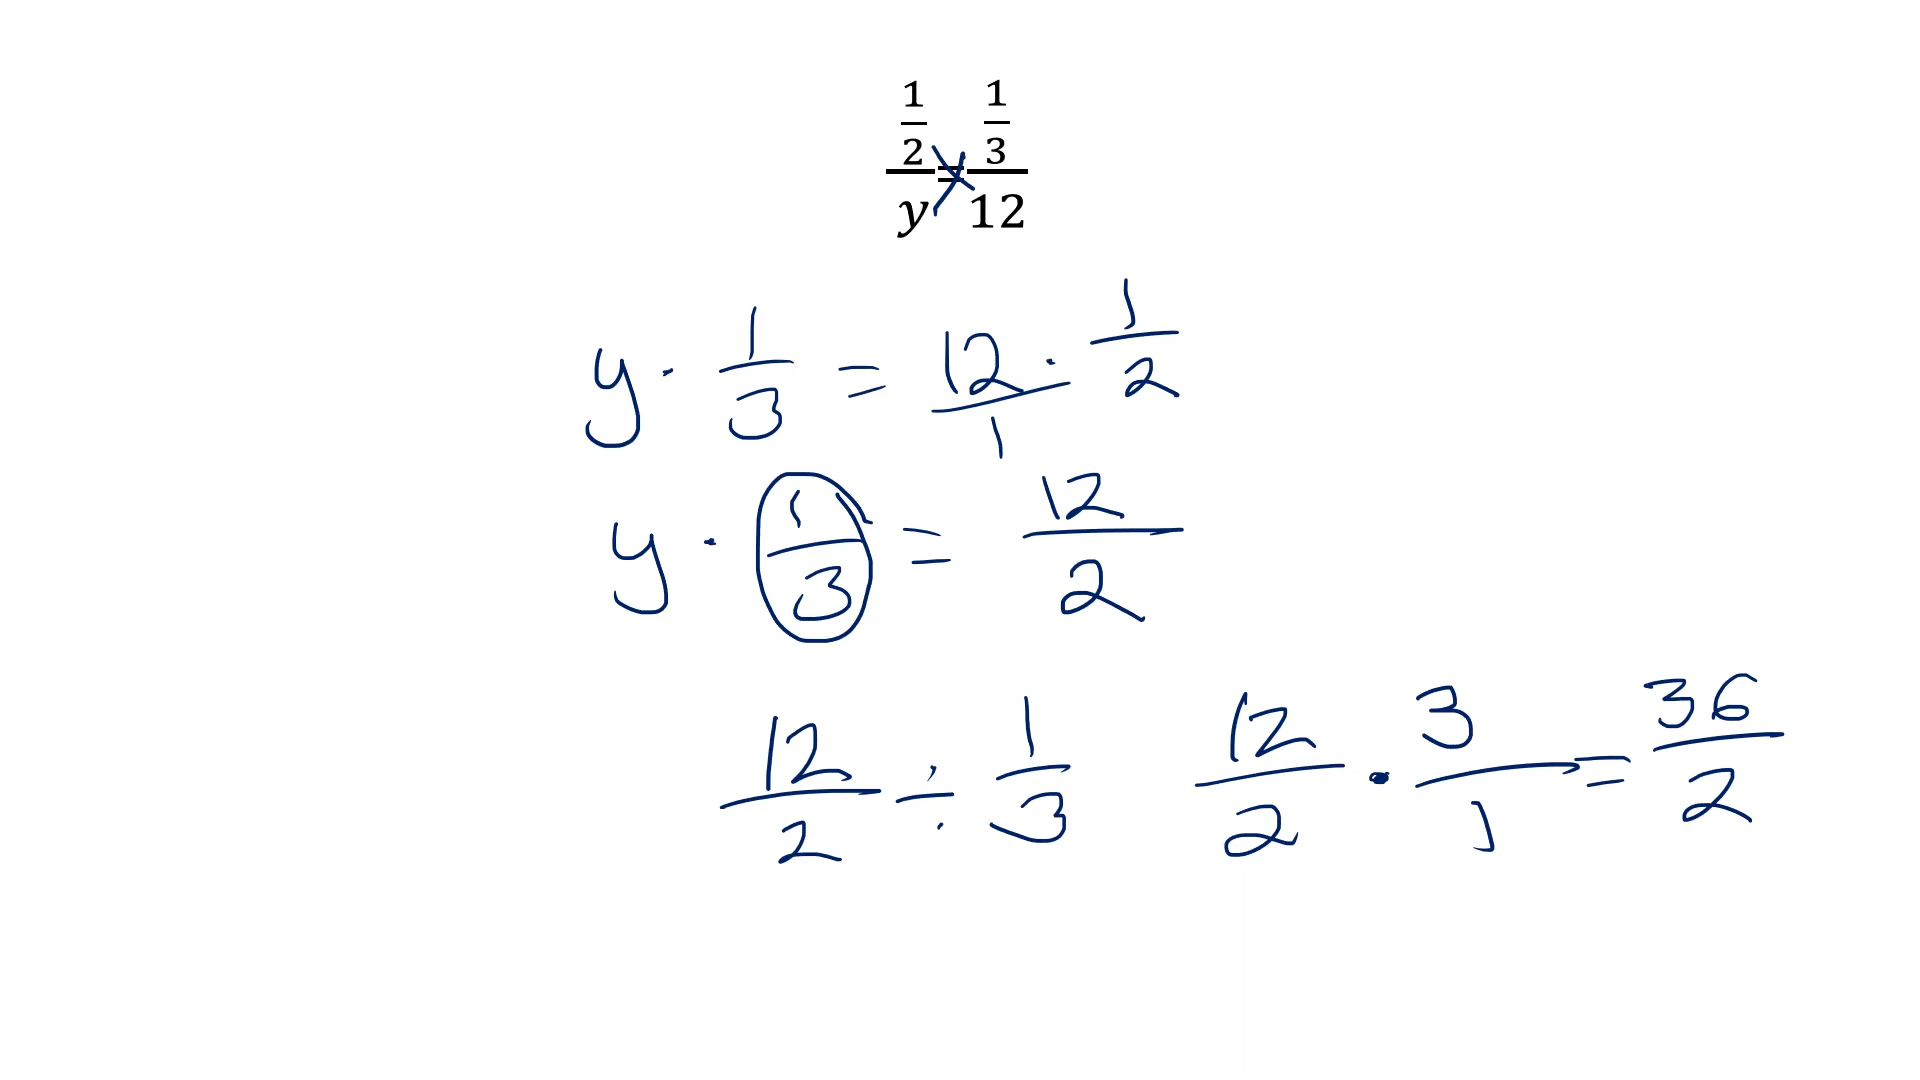 (1/2)/y = (1/3)/12
y · 1/3 = 12/1 · 1/2
y · 1/3 = 12/2
12/2 ÷ 1/3   12/2 · 3/1 = 36/2